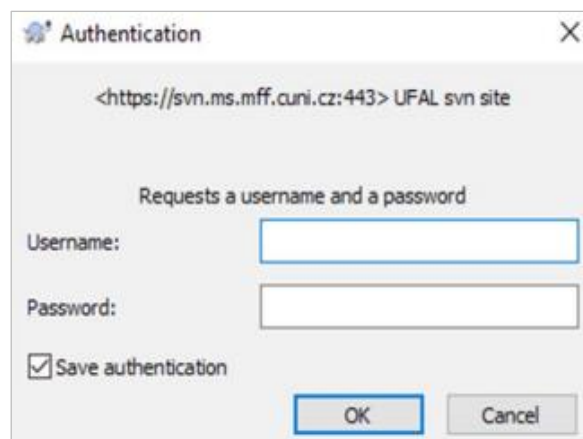 Authentication
<https://svn.ms.mff.cuni.cz:443> UFAL svn site
Requests a username and a password
Username:
Password:
Save authentication
OK Cancel